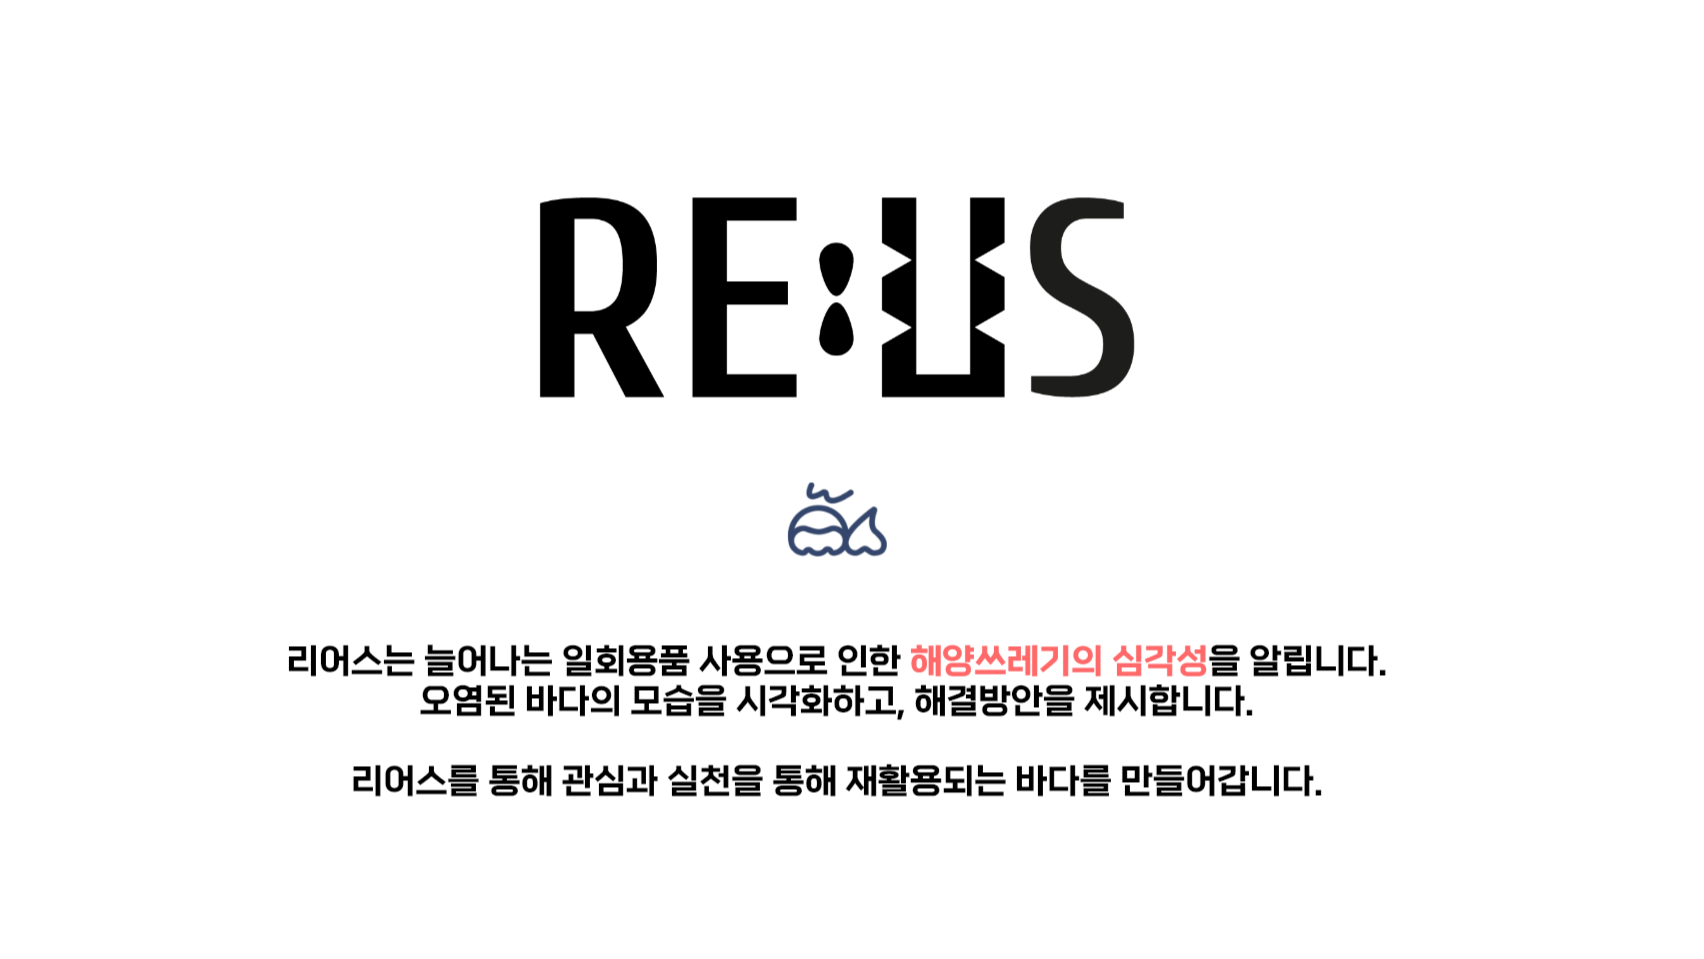 RE:US
리어스는 늘어나는 일회용품 사용으로 인한 해양쓰레기의 심각성을 알립니다.
오염된 바다의 모습을 시각화하고, 해결방안을 제시합니다.
리어스를 통해 관심과 실천을 통해 재활용되는 바다를 만들어갑니다.